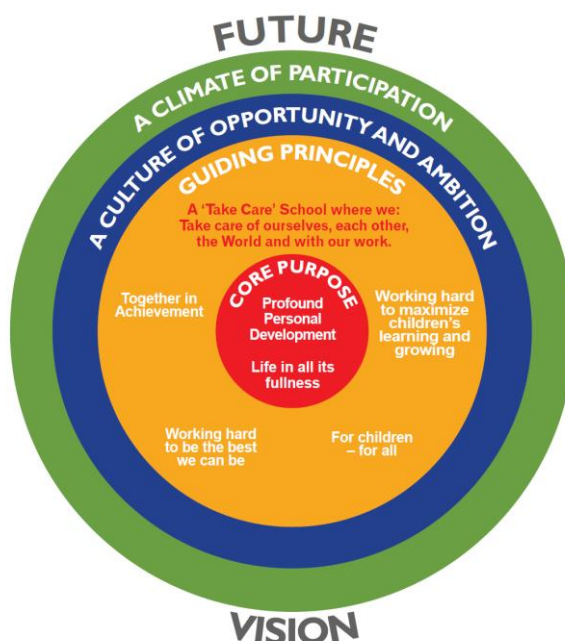 FUTURE
A CLIMATE OF PARTICIPATION
A CULTURE OF OPPORTUNITY AND AMBITION
GUIDING PRINCIPLES
A 'Take Care' School where we:
Take care of ourselves, each other,
the World and with our work.
CORE PURPOSE
Profound
Personal
Development
Life in all its
fullness
Together in
Achievement
Working hard
to maximize
children's
learning and
growing
Working hard
to be the best
we can be
For children
– for all
VISION